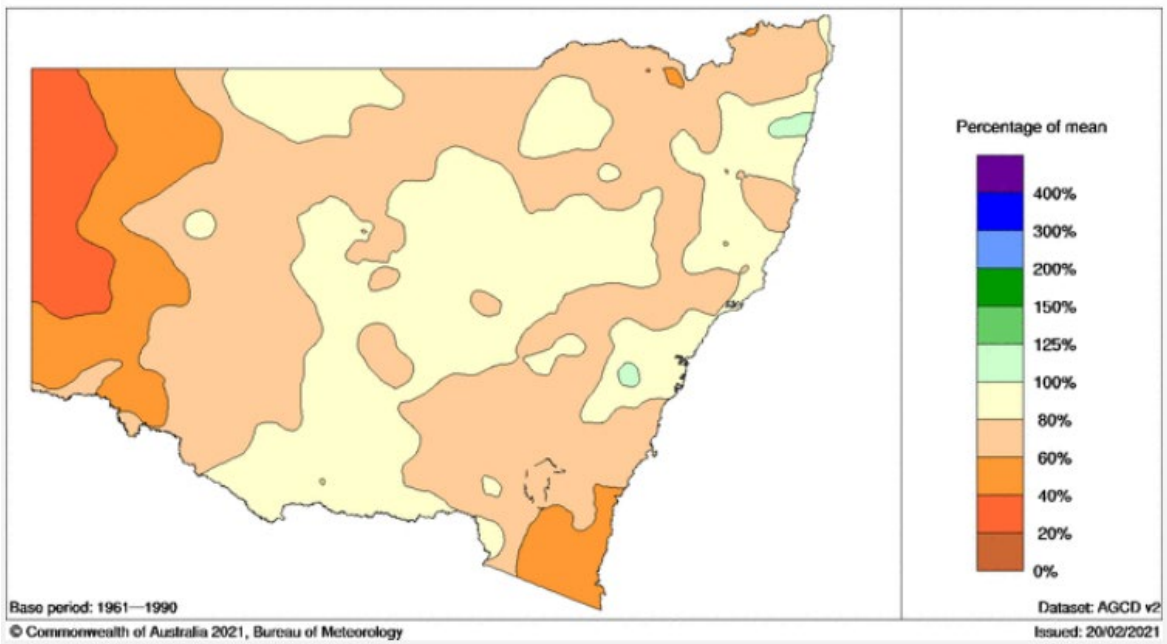 Percentage of mean
400%
300%
200%
150%
125%
100%
80%
60%
40%
20%
0%
Base period: 1961—1990
Dataset: AGCD v2
© Commonwealth of Australia 2021, Bureau of Meteorology
Issued: 20/02/2021